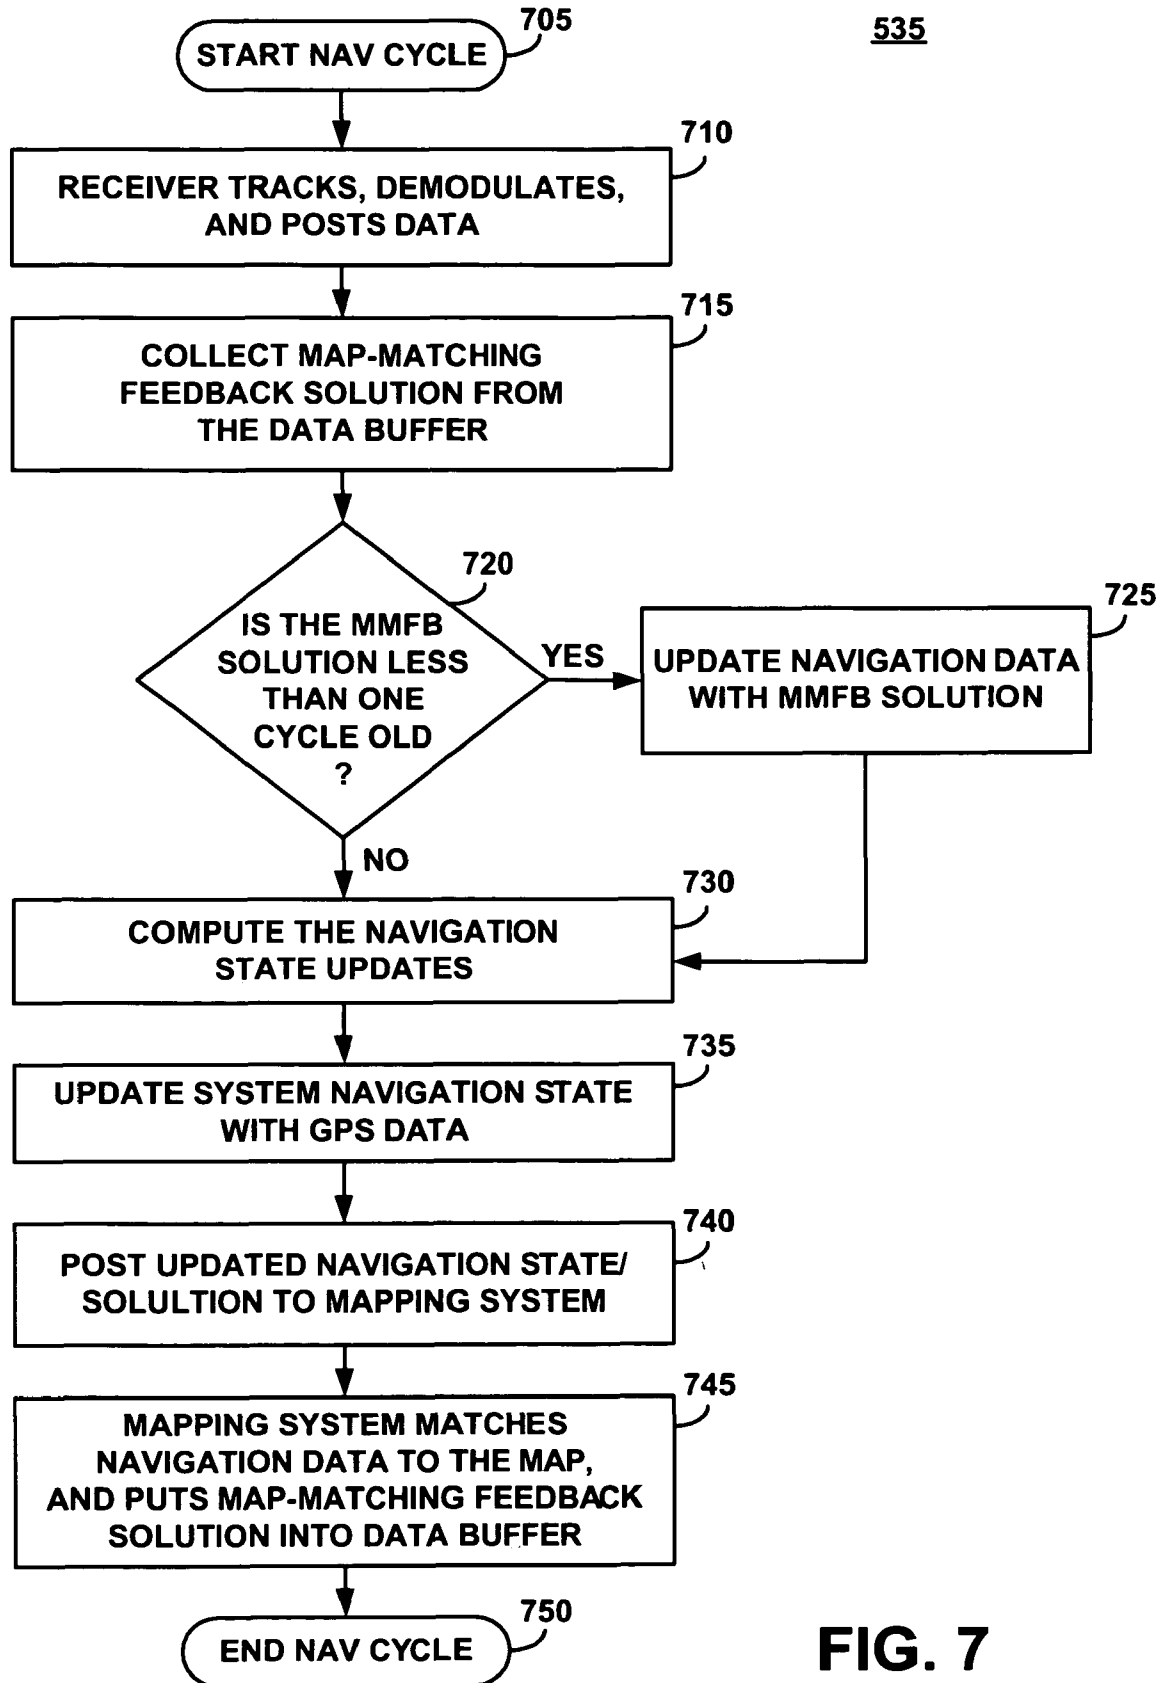 705
535
START NAV CYCLE
710
RECEIVER TRACKS, DEMODULATES,
AND POSTS DATA
715
COLLECT MAP-MATCHING
FEEDBACK SOLUTION FROM
THE DATA BUFFER
720
IS THE MMFB
SOLUTION LESS
THAN ONE
CYCLE OLD
?
YES
725
UPDATE NAVIGATION DATA
WITH MMFB SOLUTION
NO
730
COMPUTE THE NAVIGATION
STATE UPDATES
735
UPDATE SYSTEM NAVIGATION STATE
WITH GPS DATA
740
POST UPDATED NAVIGATION STATE/
SOLULTION TO MAPPING SYSTEM
745
MAPPING SYSTEM MATCHES
NAVIGATION DATA TO THE MAP,
AND PUTS MAP-MATCHING FEEDBACK
SOLUTION INTO DATA BUFFER
750
END NAV CYCLE
FIG. 7